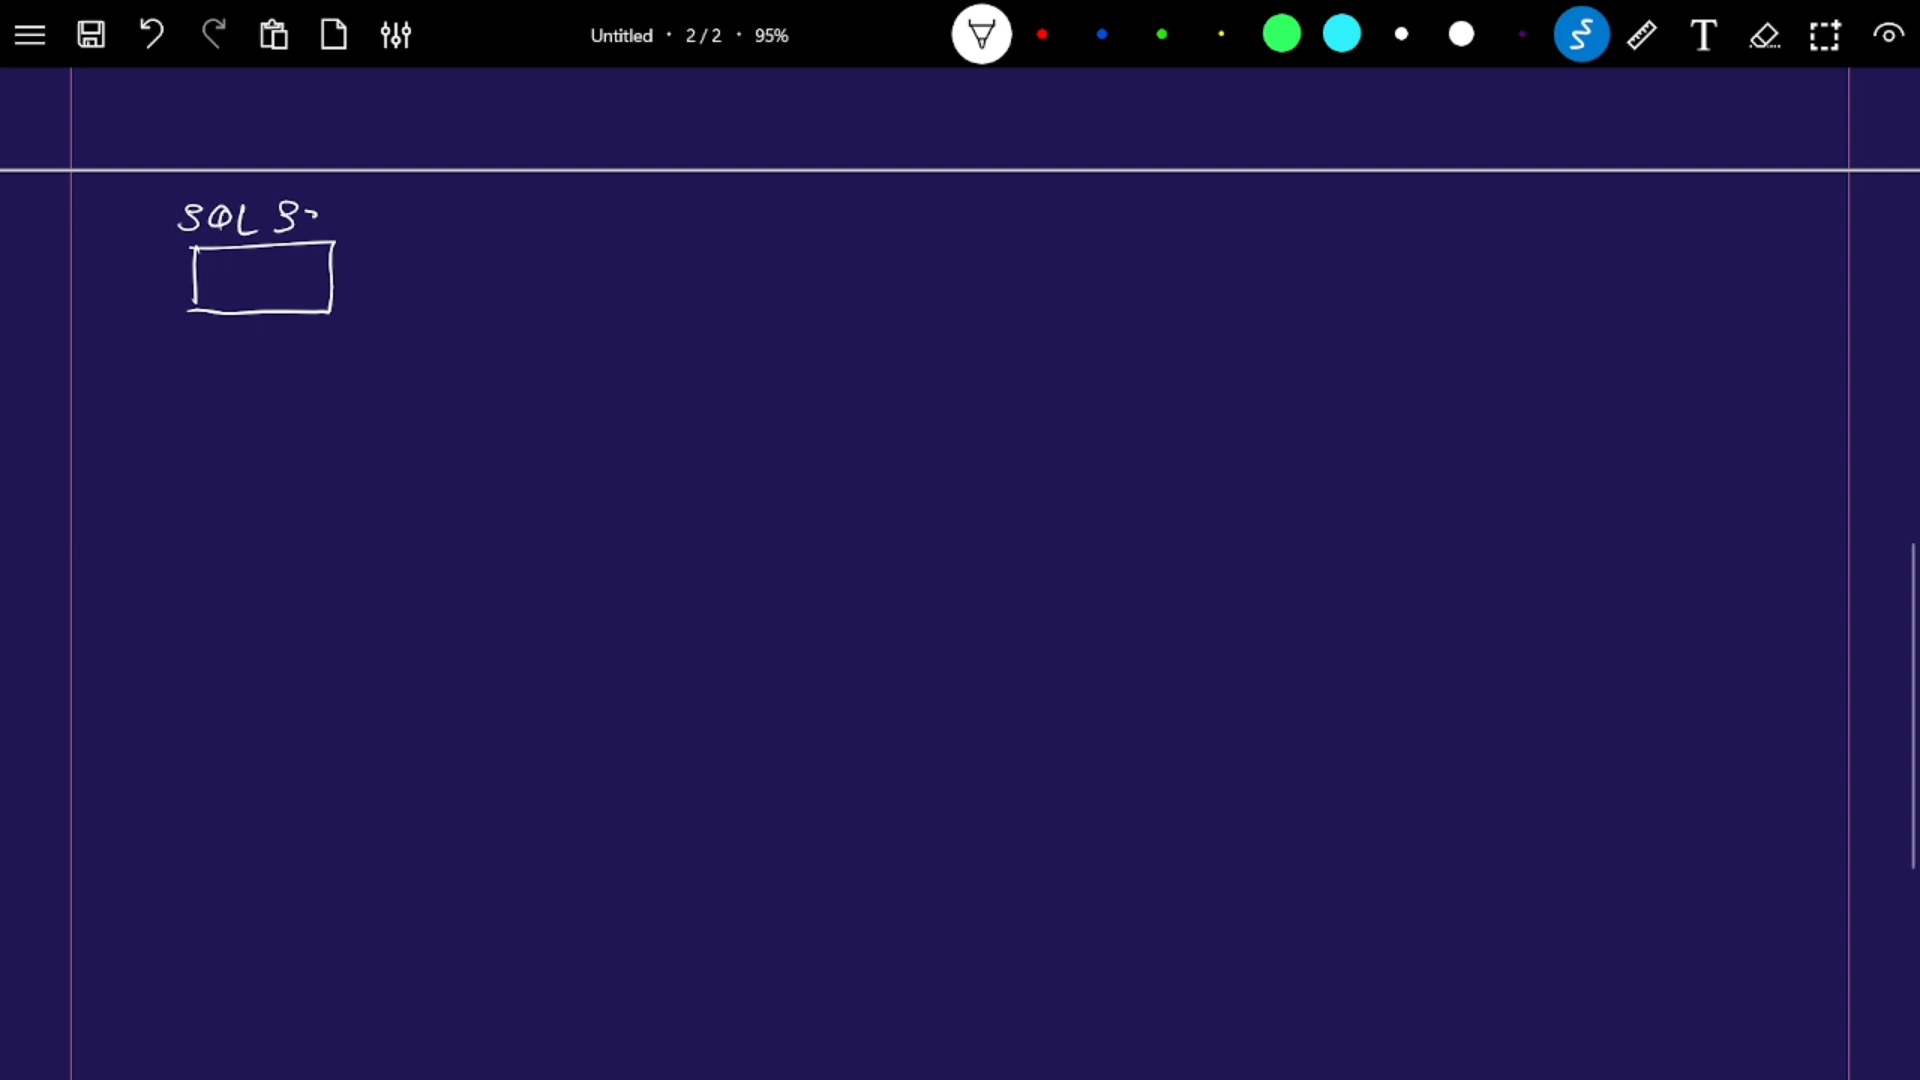 Untitled • 2 / 2 • 95%
SQL